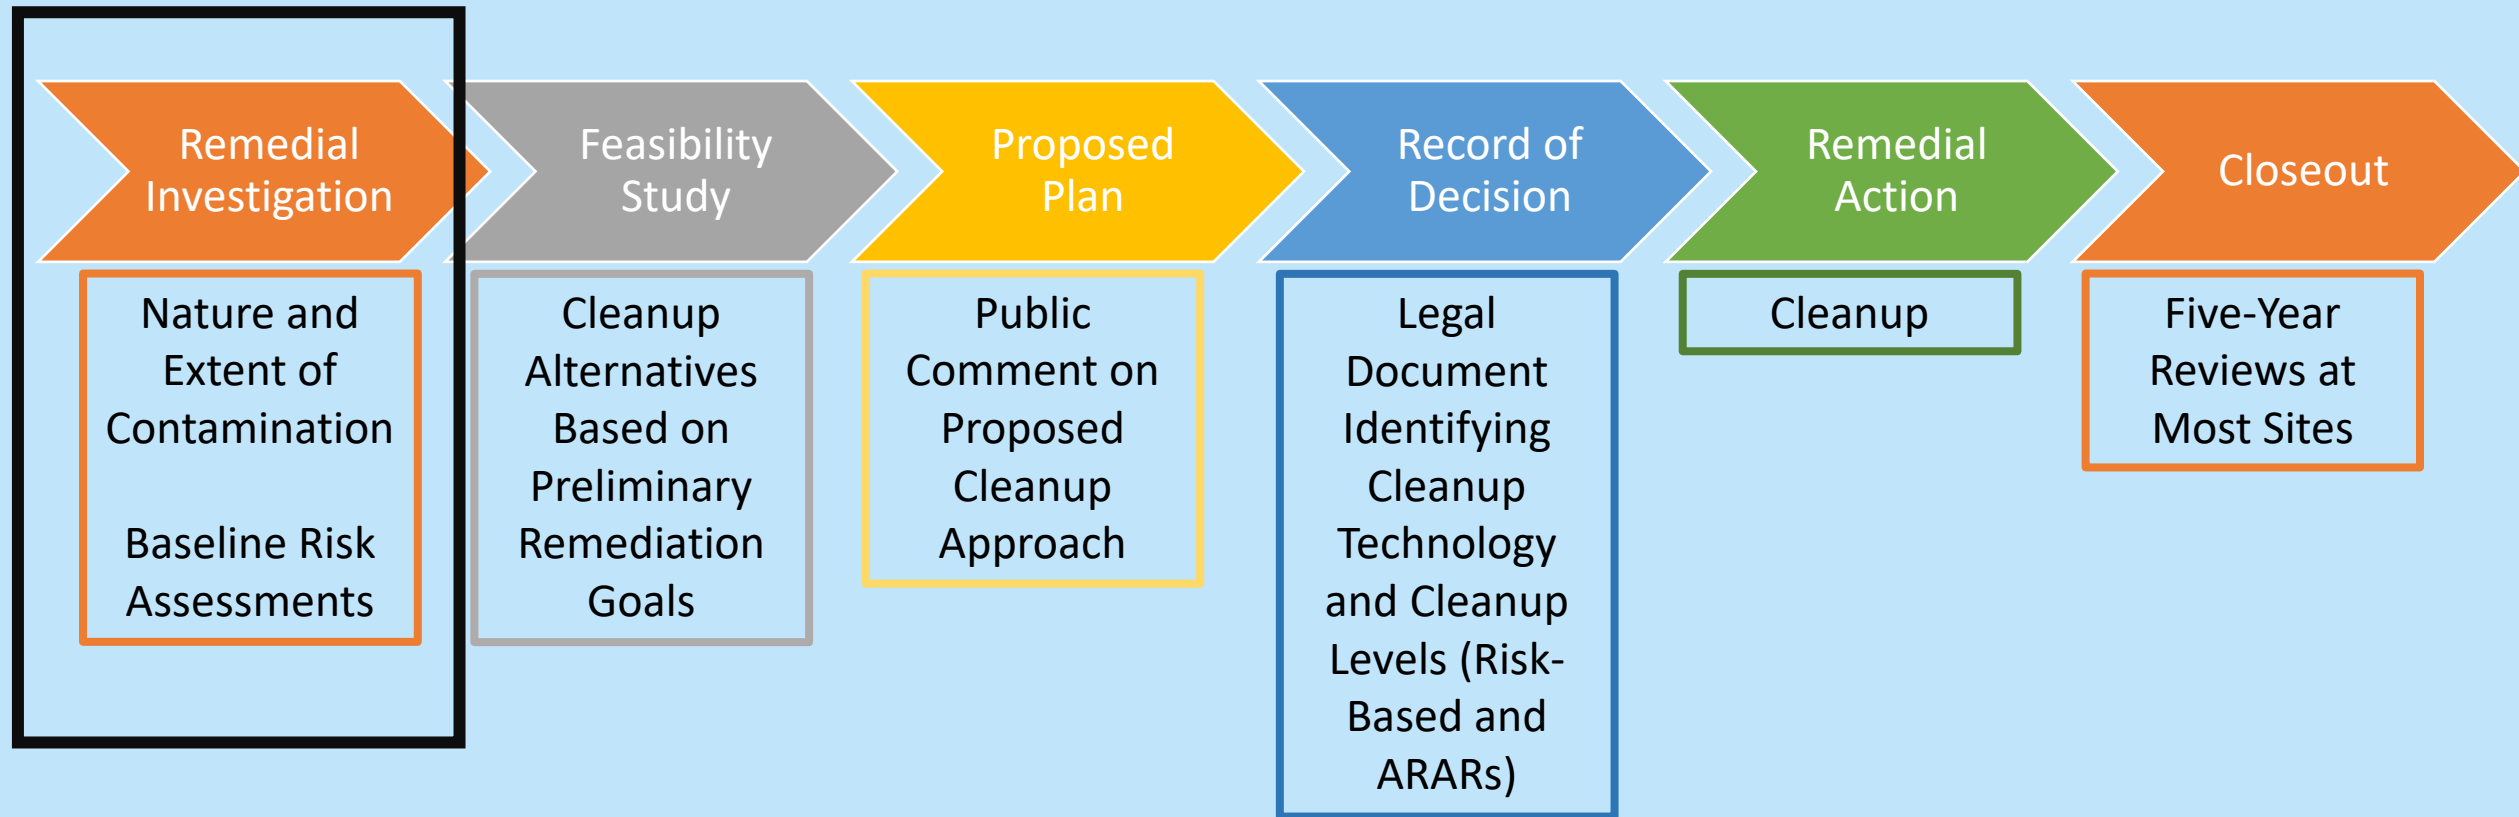 Remedial
Investigation
Feasibility
Study
Proposed
Plan
Record of
Decision
Remedial
Action
Closeout
Nature and
Extent of
Contamination
Baseline Risk
Assessments
Cleanup
Alternatives
Based on
Preliminary
Remediation
Goals
Public
Comment on
Proposed
Cleanup
Approach
Legal
Document
Identifying
Cleanup
Technology
and Cleanup
Levels (Risk-
Based and
ARARs)
Cleanup
Five-Year
Reviews at
Most Sites